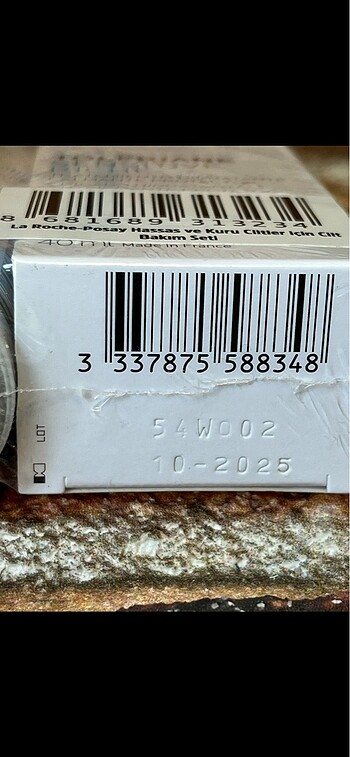 8 681689 313234
La Roche-Posay Hassas ve Kuru Ciltler için Cilt
Bakım Seti
40 ml Made in France
3 337875 588348
LOT
54W002
10-2025